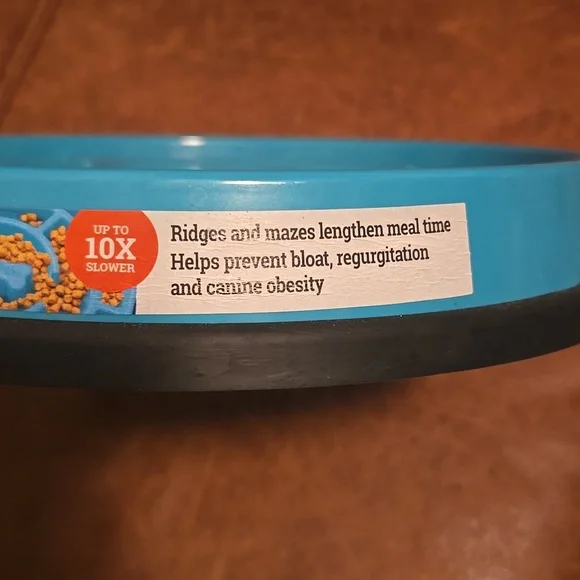 UP TO
10X
SLOWER
Ridges and mazes lengthen meal time
Helps prevent bloat, regurgitation
and canine obesity